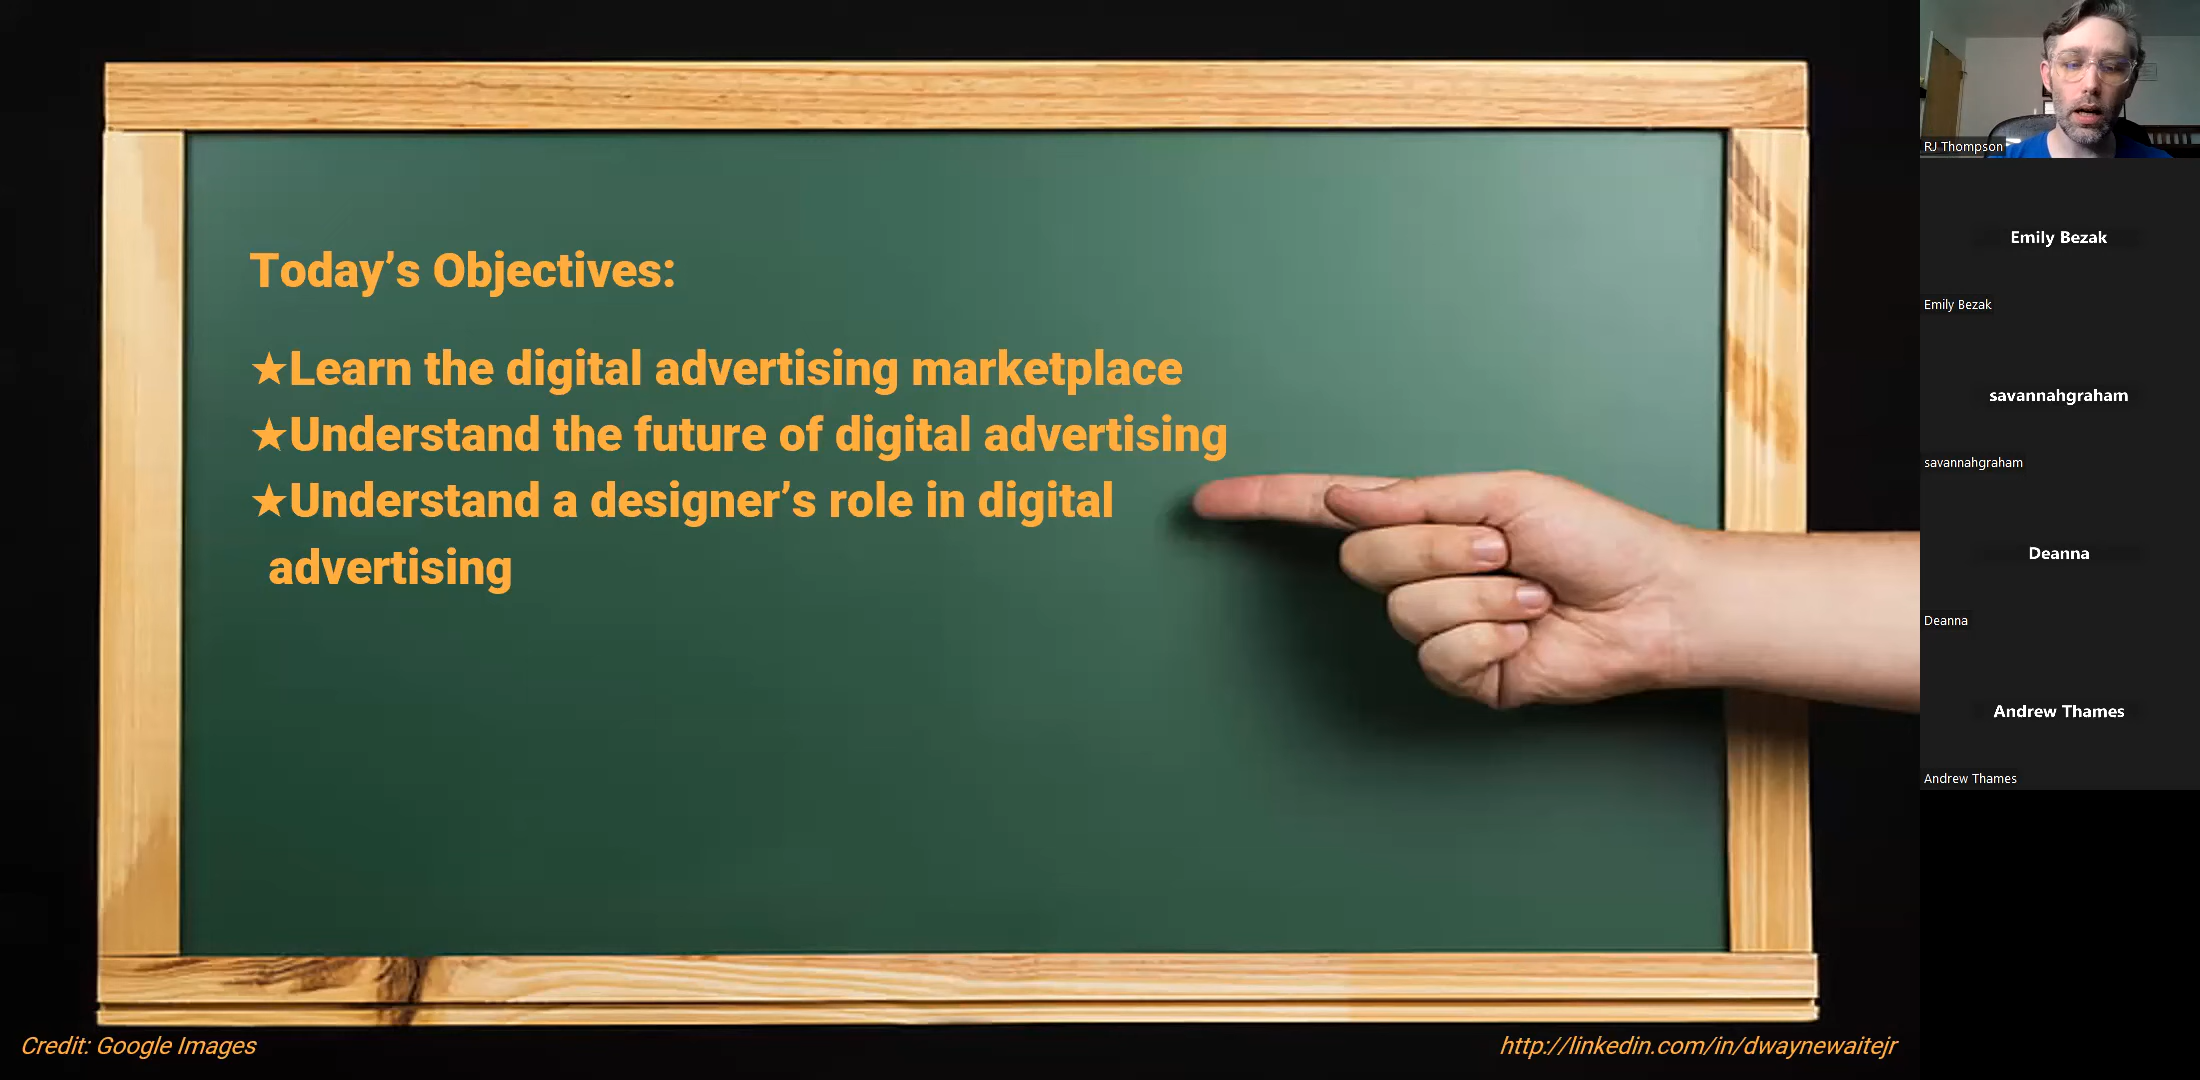 Today’s Objectives:
★Learn the digital advertising marketplace
★Understand the future of digital advertising
★Understand a designer’s role in digital
advertising
Credit: Google Images
http://linkedin.com/in/dwaynewaitejr
RJ Thompson
Emily Bezak
Emily Bezak
savannahgraham
savannahgraham
Deanna
Deanna
Andrew Thames
Andrew Thames